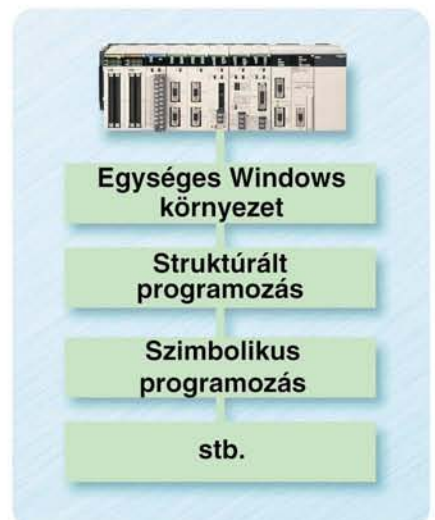 Egységes Windows
környezet
Struktúrált
programozás
Szimbolikus
programozás
stb.